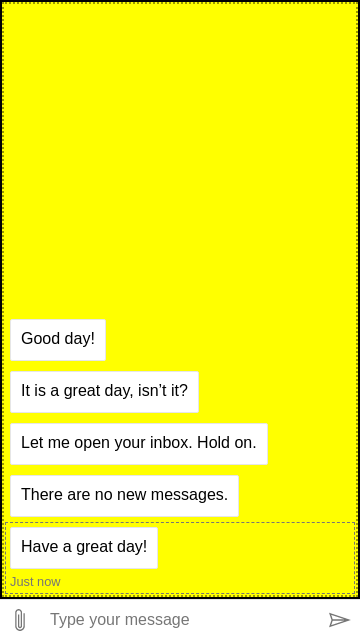 Good day!
It is a great day, isn’t it?
Let me open your inbox. Hold on.
There are no new messages.
Have a great day!
Just now
Type your message